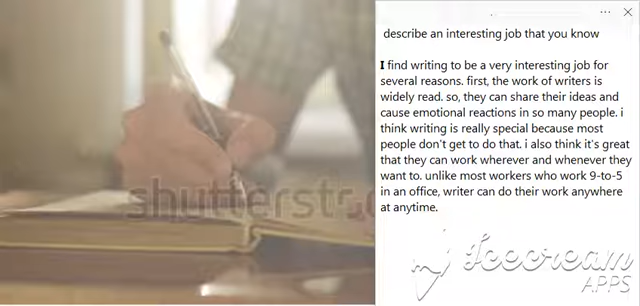 describe an interesting job that you know
I find writing to be a very interesting job for
several reasons. first, the work of writers is
widely read. so, they can share their ideas and
cause emotional reactions in so many people. i
think writing is really special because most
people don't get to do that. i also think it's great
that they can work wherever and whenever they
want to. unlike most workers who work 9-to-5
in an office, writer can do their work anywhere
at anytime.
shutterst
Icecream
APPS